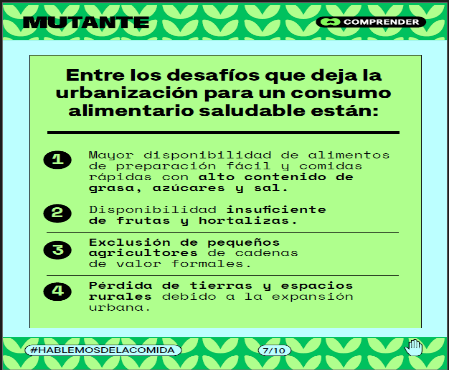 MUTANTE
COMPRENDER
Entre los desafíos que deja la
urbanización para un consumo
alimentario saludable están:
1 Mayor disponibilidad de alimentos
de preparación fácil y comidas
rápidas con alto contenido de
grasa, azúcares y sal.
2 Disponibilidad insuficiente
de frutas y hortalizas.
3 Exclusión de pequeños
agricultores de cadenas
de valor formales.
4 Pérdida de tierras y espacios
rurales debido a la expansión
urbana.
#HABLEMOSDELACOMIDA
7/10